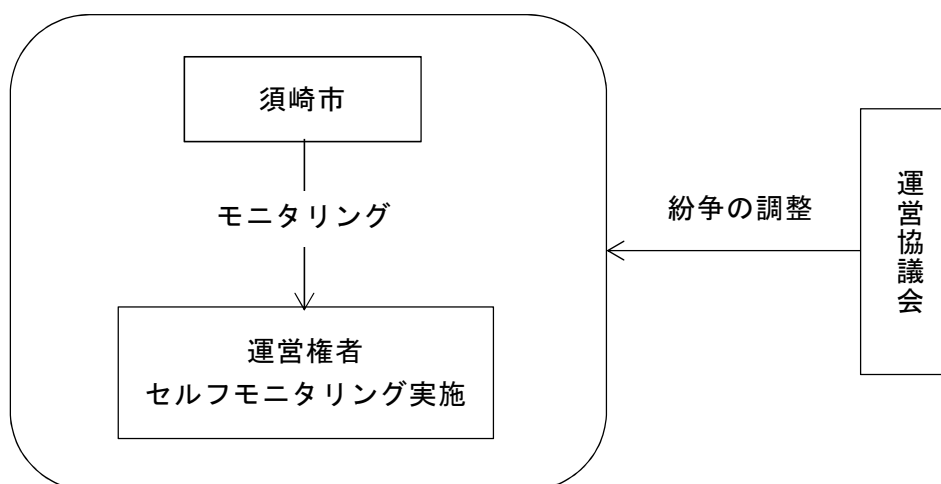 須崎市
モニタリング
運営権者
セルフモニタリング実施
紛争の調整
運営協議会